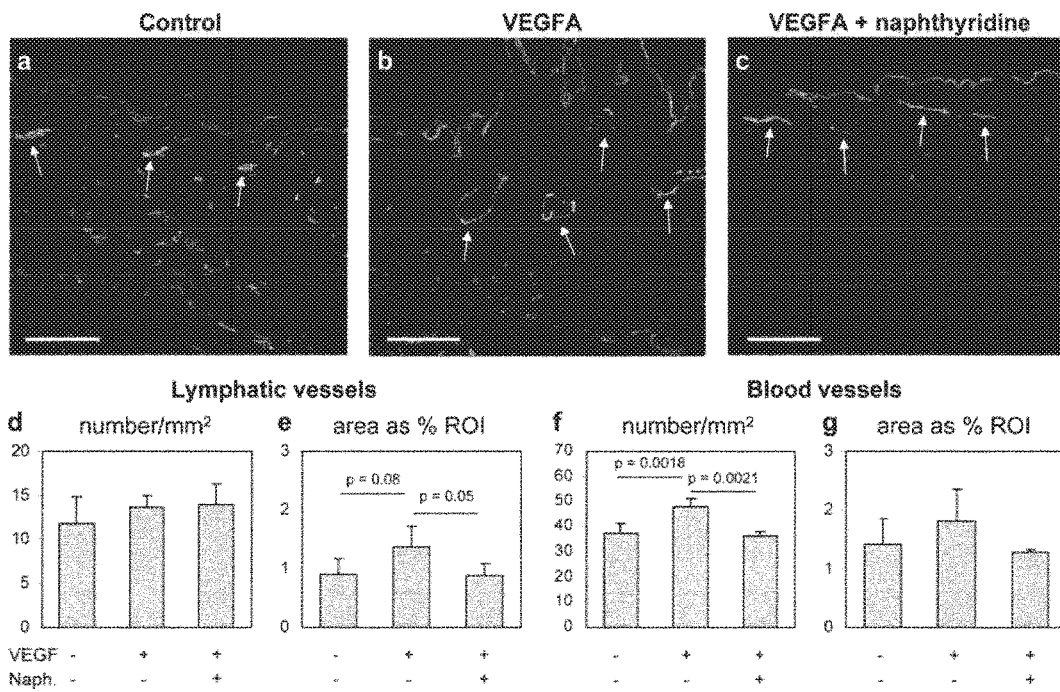 Control VEGFA VEGFA + naphthyridine
a b c
Lymphatic vessels Blood vessels
d number/mm² e area as % ROI f number/mm² g area as % ROI
20
15
10
5
0
3
2
1
0
p = 0.08
p = 0.05
70
60
50
40
30
20
10
0
p = 0.0018
p = 0.0021
3
2
1
0
VEGF - + + - + + - + + - + +
Naph. - - + - - + - - + - - +